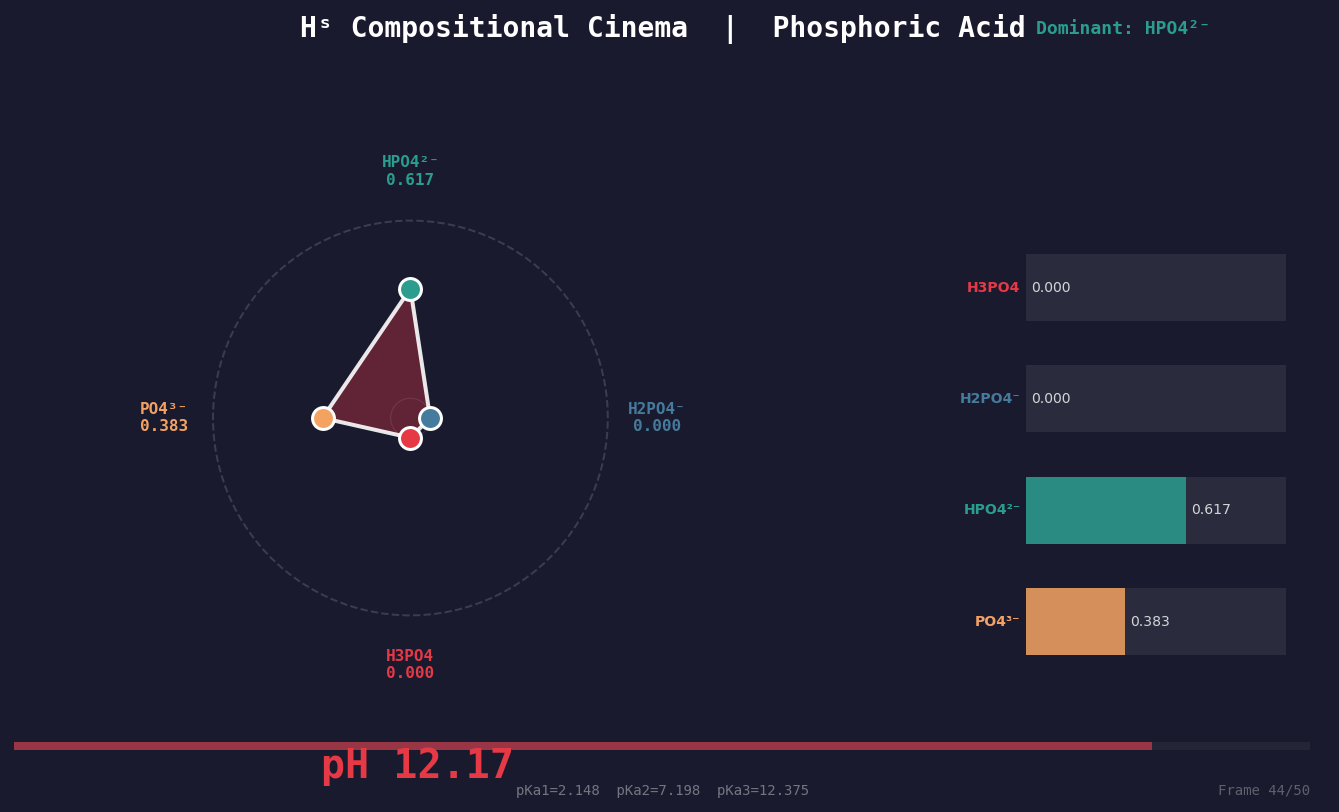 Hˢ Compositional Cinema | Phosphoric Acid
Dominant: HPO4²⁻
HPO4²⁻
0.617
PO4³⁻
0.383
H2PO4⁻
0.000
H3PO4
0.000
H3PO4 0.000
H2PO4⁻ 0.000
HPO4²⁻ 0.617
PO4³⁻ 0.383
pH 12.17
pKa1=2.148 pKa2=7.198 pKa3=12.375
Frame 44/50